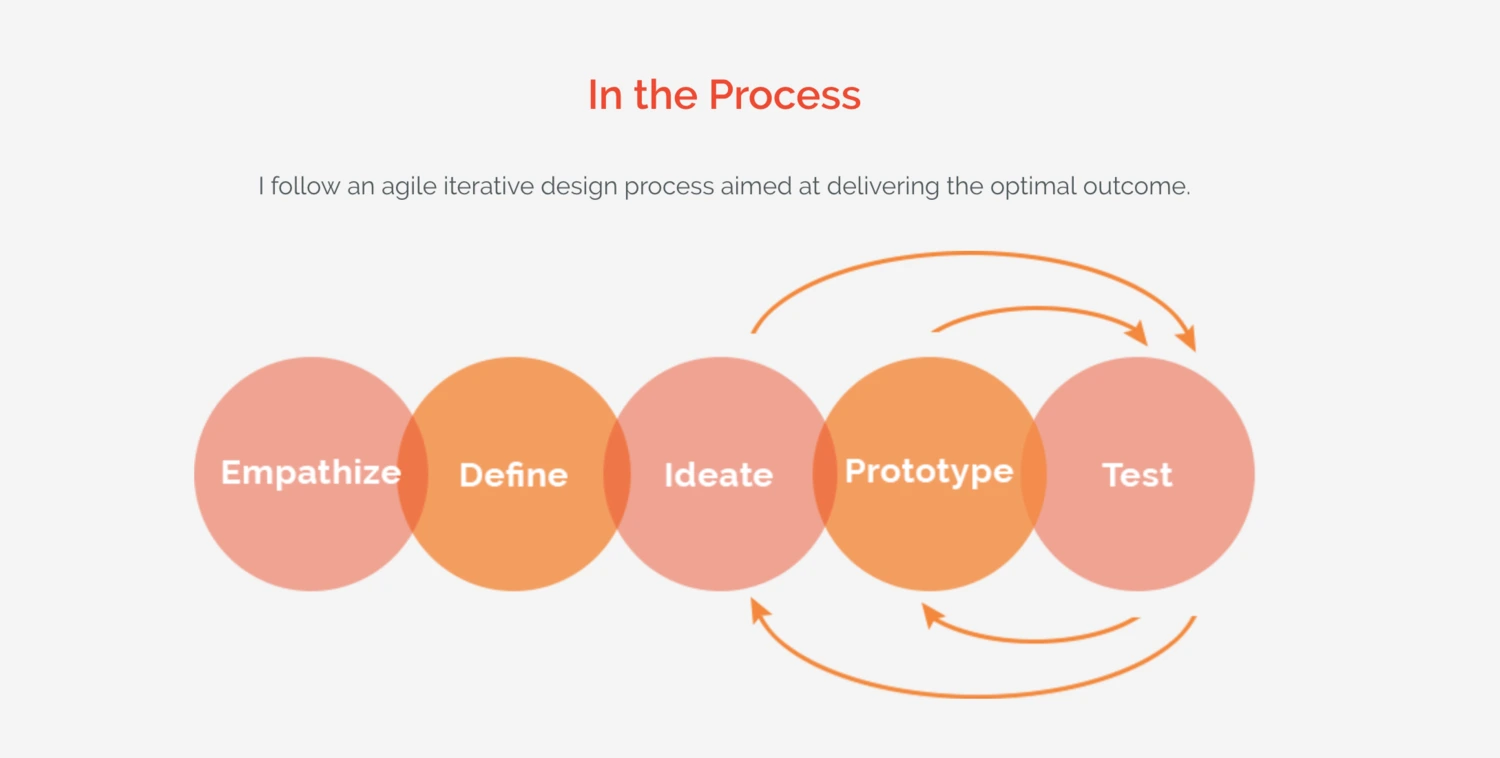 In the Process
I follow an agile iterative design process aimed at delivering the optimal outcome.
Empathize
Define
Ideate
Prototype
Test